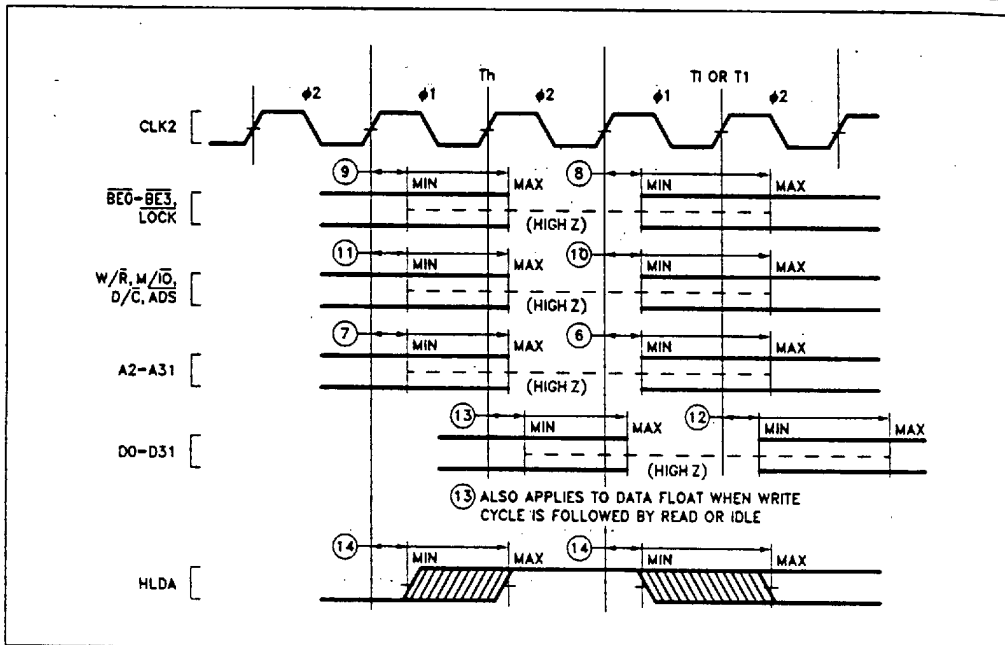 Th TI OR T1
ϕ2 ϕ1 ϕ2 ϕ1 ϕ2
CLK2
9 MIN MAX 8 MIN MAX
BE0-BE3,
LOCK
(HIGH Z)
11 MIN MAX 10 MIN MAX
W/R, M/IO,
D/C, ADS
(HIGH Z)
7 MIN MAX 6 MIN MAX
A2-A31
(HIGH Z)
13 MIN MAX 12 MIN MAX
D0-D31
(HIGH Z)
13 ALSO APPLIES TO DATA FLOAT WHEN WRITE
CYCLE IS FOLLOWED BY READ OR IDLE
14 MIN MAX 14 MIN MAX
HLDA